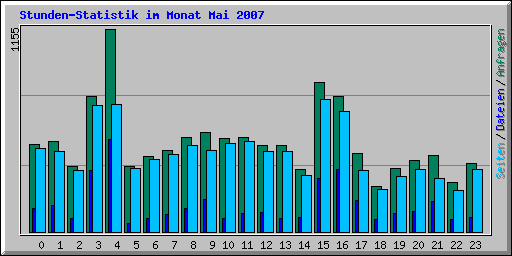 Stunden-Statistik im Monat Mai 2007
1155
Seiten/Dateien/Anfragen
0 1 2 3 4 5 6 7 8 9 10 11 12 13 14 15 16 17 18 19 20 21 22 23